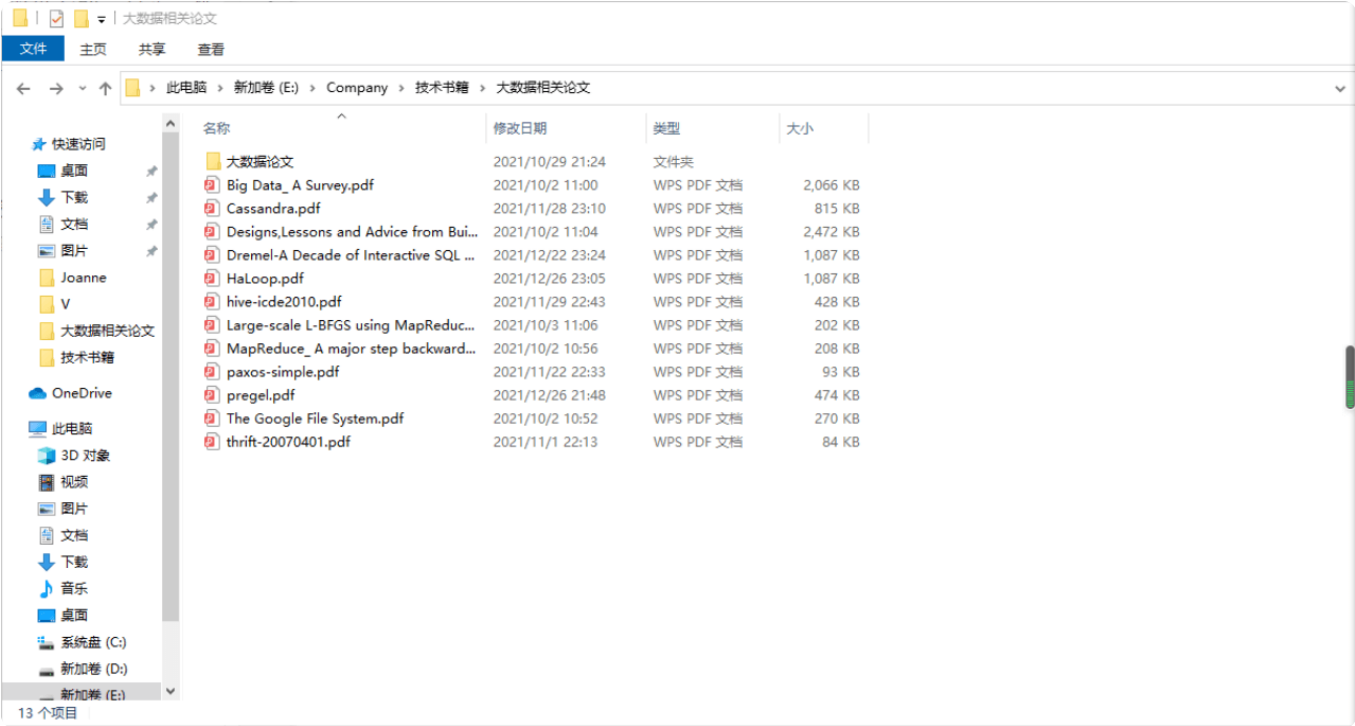 大数据相关论文
文件 主页 共享 查看
此电脑 › 新加卷 (E:) › Company › 技术书籍 › 大数据相关论文
名称 修改日期 类型 大小
快速访问
桌面
下载
文档
图片
Joanne
V
大数据相关论文
技术书籍
OneDrive
此电脑
3D 对象
视频
图片
文档
下载
音乐
桌面
系统盘 (C:)
新加卷 (D:)
新加卷 (E:)
大数据论文 2021/10/29 21:24 文件夹
Big Data_ A Survey.pdf 2021/10/2 11:00 WPS PDF 文档 2,066 KB
Cassandra.pdf 2021/11/28 23:10 WPS PDF 文档 815 KB
Designs,Lessons and Advice from Bui... 2021/10/2 11:04 WPS PDF 文档 2,472 KB
Dremel-A Decade of Interactive SQL ... 2021/12/22 23:24 WPS PDF 文档 1,087 KB
HaLoop.pdf 2021/12/26 23:05 WPS PDF 文档 1,087 KB
hive-icde2010.pdf 2021/11/29 22:43 WPS PDF 文档 428 KB
Large-scale L-BFGS using MapReduc... 2021/10/3 11:06 WPS PDF 文档 202 KB
MapReduce_ A major step backward... 2021/10/2 10:56 WPS PDF 文档 208 KB
paxos-simple.pdf 2021/11/22 22:33 WPS PDF 文档 93 KB
pregel.pdf 2021/12/26 21:48 WPS PDF 文档 474 KB
The Google File System.pdf 2021/10/2 10:52 WPS PDF 文档 270 KB
thrift-20070401.pdf 2021/11/1 22:13 WPS PDF 文档 84 KB
13 个项目